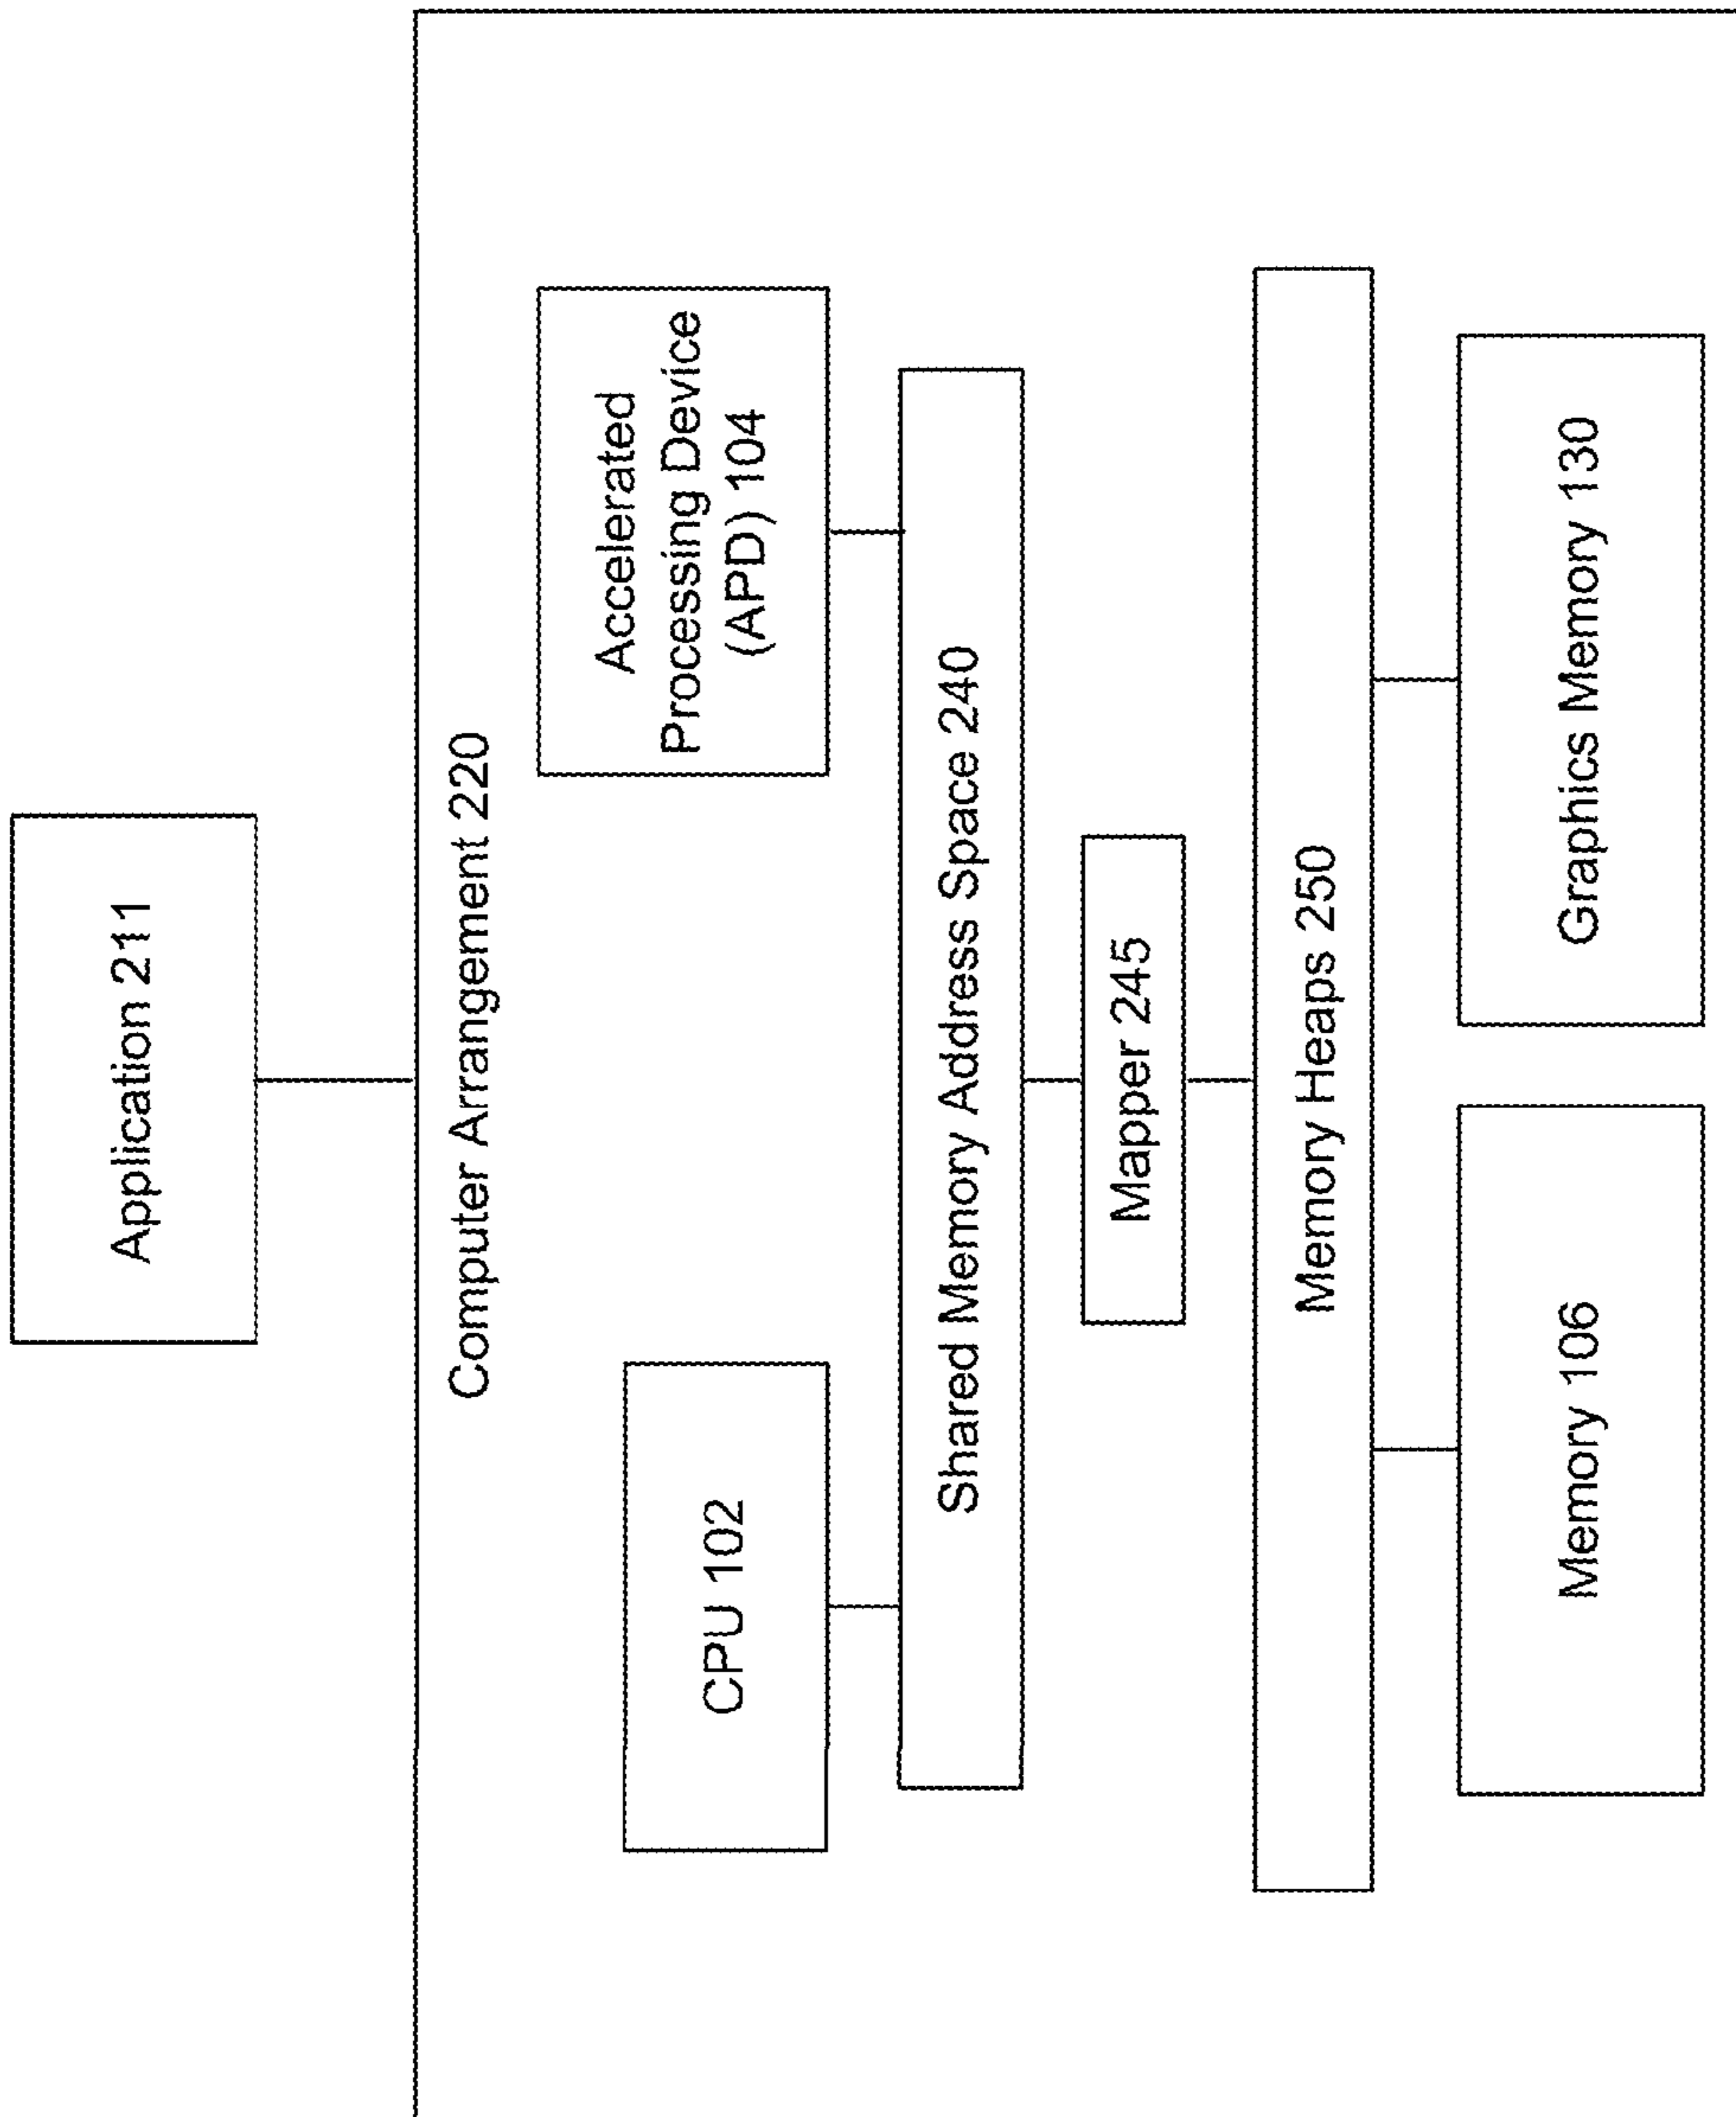 Application 211
Computer Arrangement 220
CPU 102
Accelerated
Processing Device
(APD) 104
Shared Memory Address Space 240
Mapper 245
Memory Heaps 250
Memory 106
Graphics Memory 130